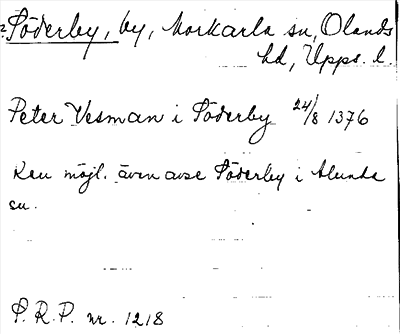 ? Söderby, by, Morkarla sn, Olands
hd, Upps. l.
Peter Vesman i Söderby 24/8 1376
Kan möjl. även avse Söderby i Alunda
sn.
P. R. P. nr. 1218